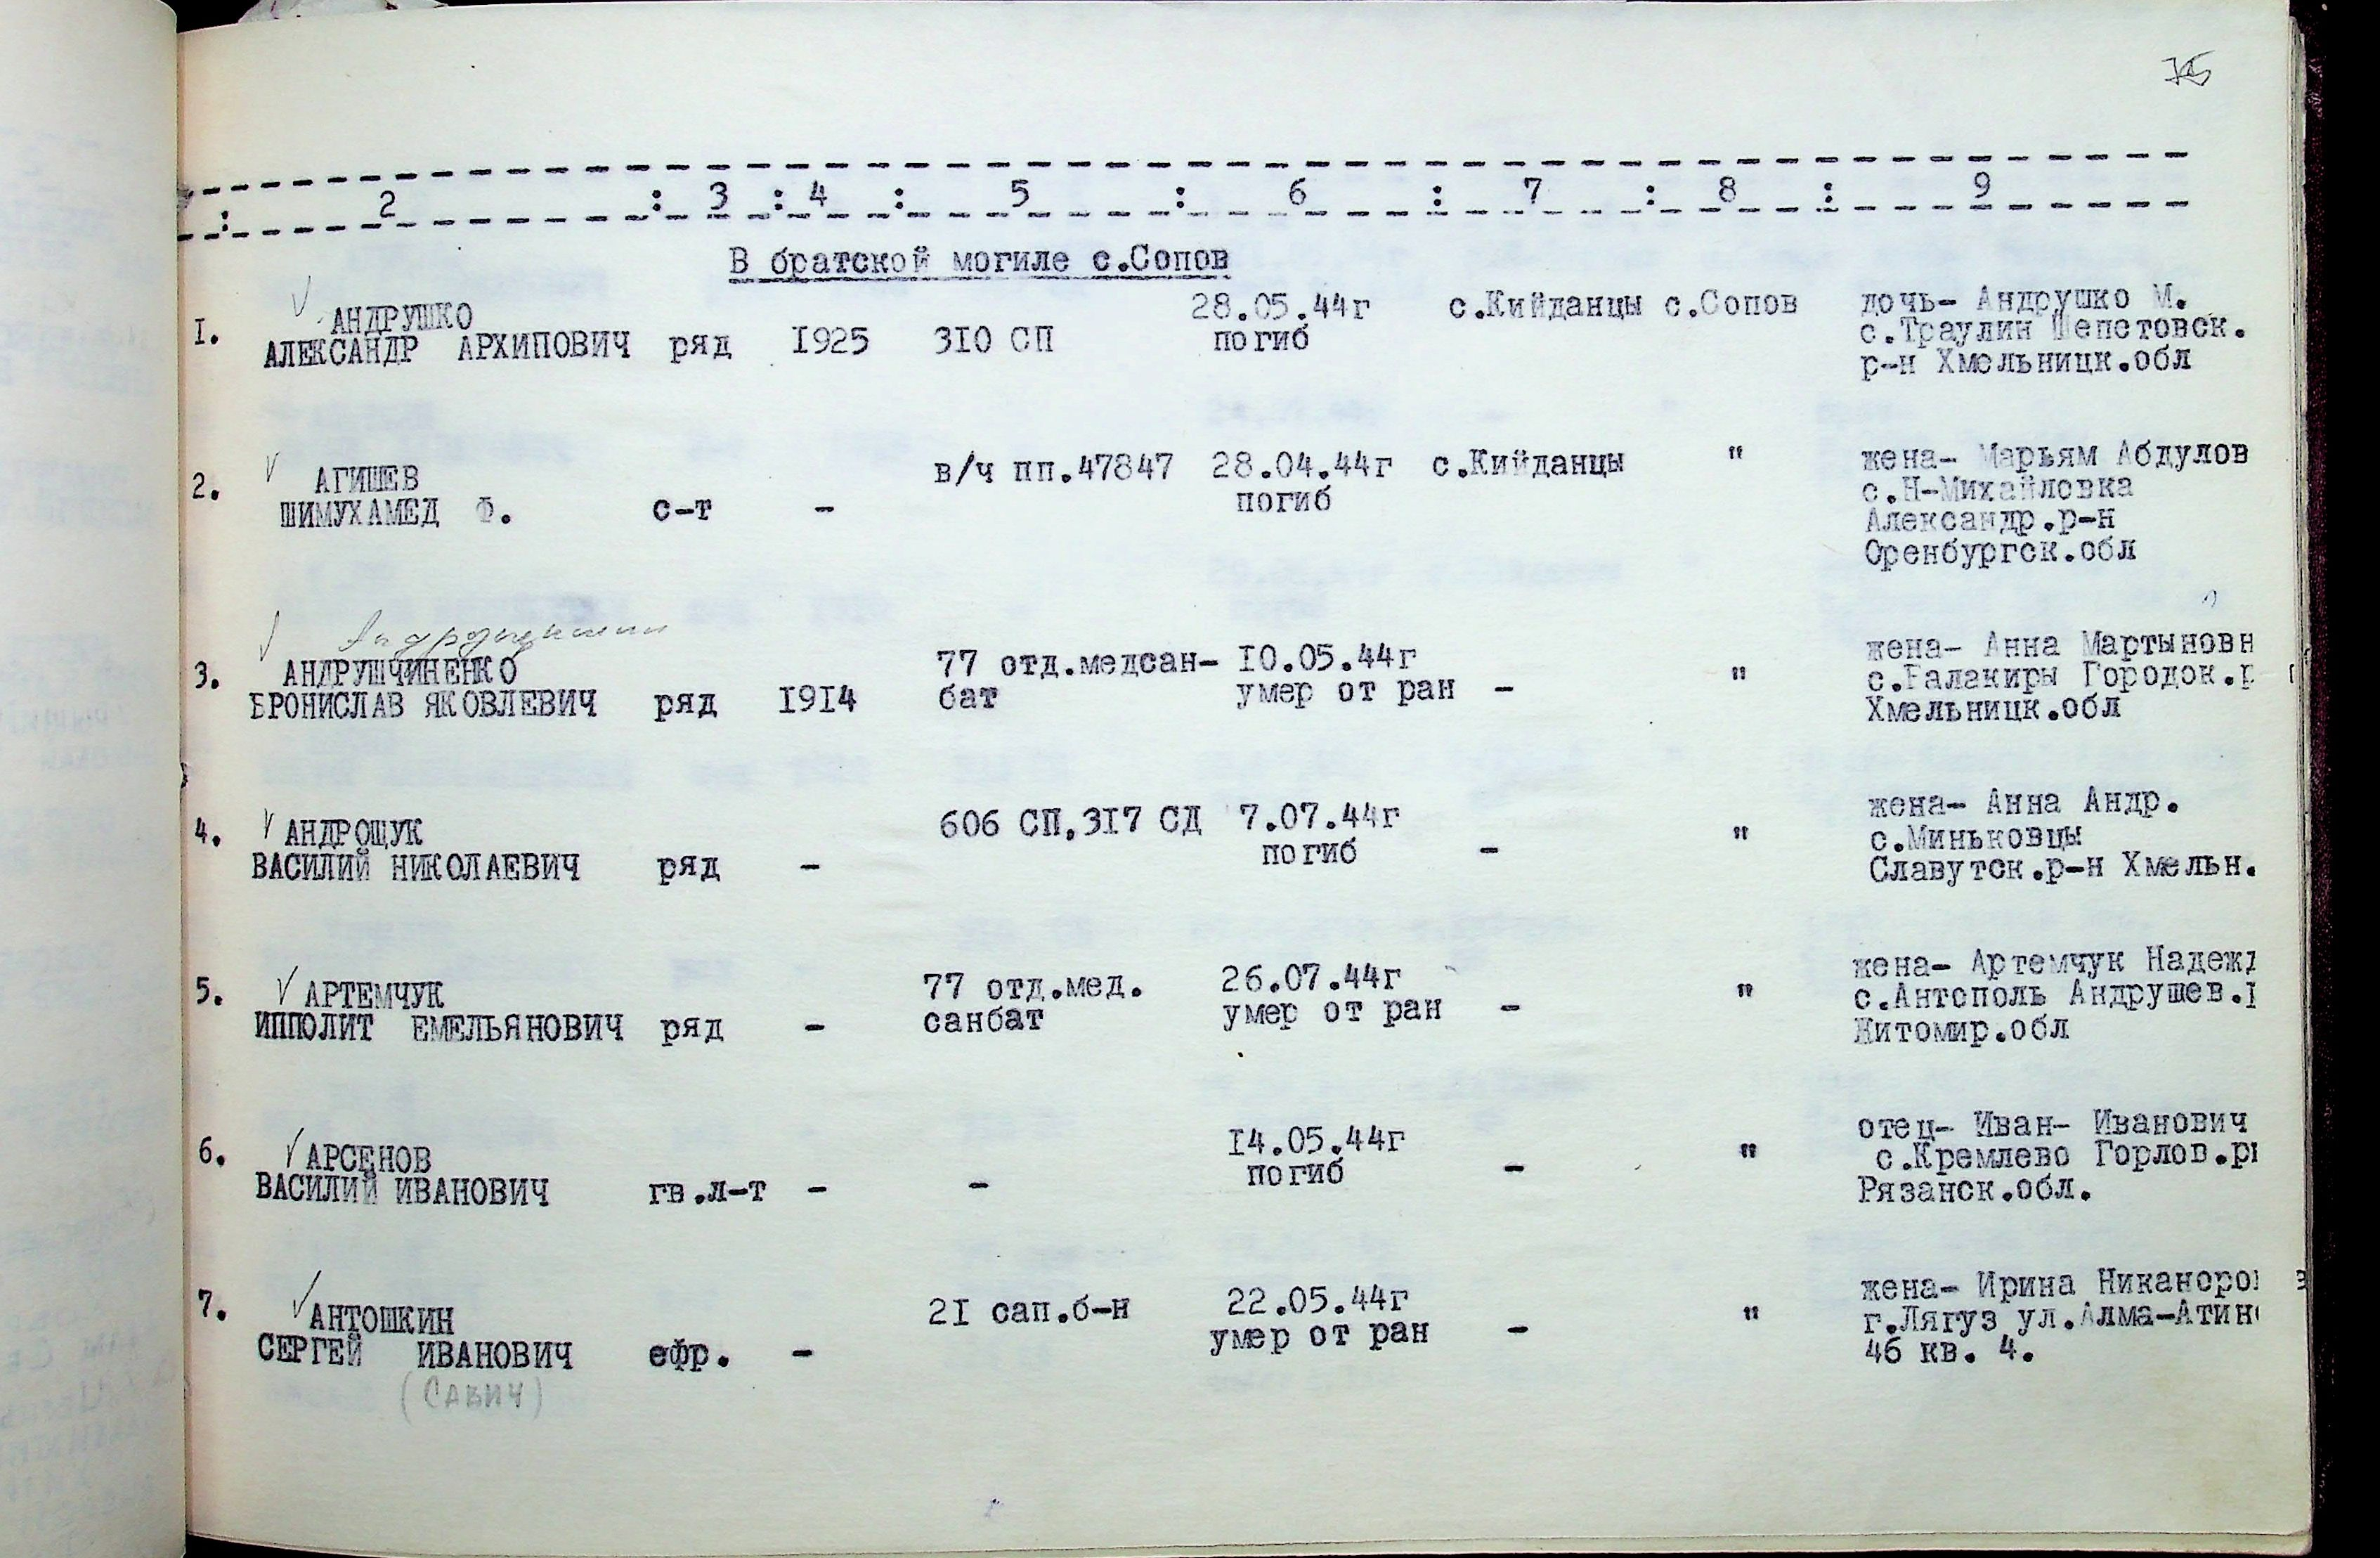 : 2 : 3 : 4 : 5 : 6 : 7 : 8 : 9
В братской могиле с.Сопов
1. АНДРУШКО
АЛЕКСАНДР АРХИПОВИЧ ряд 1925 310 СП 28.05.44г погиб с.Кийданцы с.Сопов дочь- Андрушко М.
с.Траулин Шепетовск.
р-н Хмельницк.обл
2. АГИШЕВ
ШИМУХАМЕД Ф. с-т - в/ч пп.47847 28.04.44г погиб с.Кийданцы " жена- Марьям Абдулов
с.Н-Михайловка
Александр.р-н
Оренбургск.обл
3. АНДРУШЧИНЕНКО
БРОНИСЛАВ ЯКОВЛЕВИЧ ряд 1914 77 отд.медсан-
бат 10.05.44г
умер от ран - " жена- Анна Мартыновн
с.Балакиры Городок.р
Хмельницк.обл
4. АНДРОЩУК
ВАСИЛИЙ НИКОЛАЕВИЧ ряд - 606 СП,317 СД 7.07.44г
погиб - " жена- Анна Андр.
с.Миньковцы
Славутск.р-н Хмельн.
5. АРТЕМЧУК
ИППОЛИТ ЕМЕЛЬЯНОВИЧ ряд - 77 отд.мед.
санбат 26.07.44г
умер от ран - " жена- Артемчук Надежд
с.Антополь Андрушев.р
Житомир.обл
6. АРСЕНОВ
ВАСИЛИЙ ИВАНОВИЧ гв.л-т - - 14.05.44г
погиб - " отец- Иван- Иванович
с.Кремлево Горлов.рн
Рязанск.обл.
7. АНТОШКИН
СЕРГЕЙ ИВАНОВИЧ ефр. - 21 сап.б-н 22.05.44г
умер от ран - " жена- Ирина Никаноров
г.Лягуз ул.Алма-Атинс
46 кв. 4.
(САВИЧ)